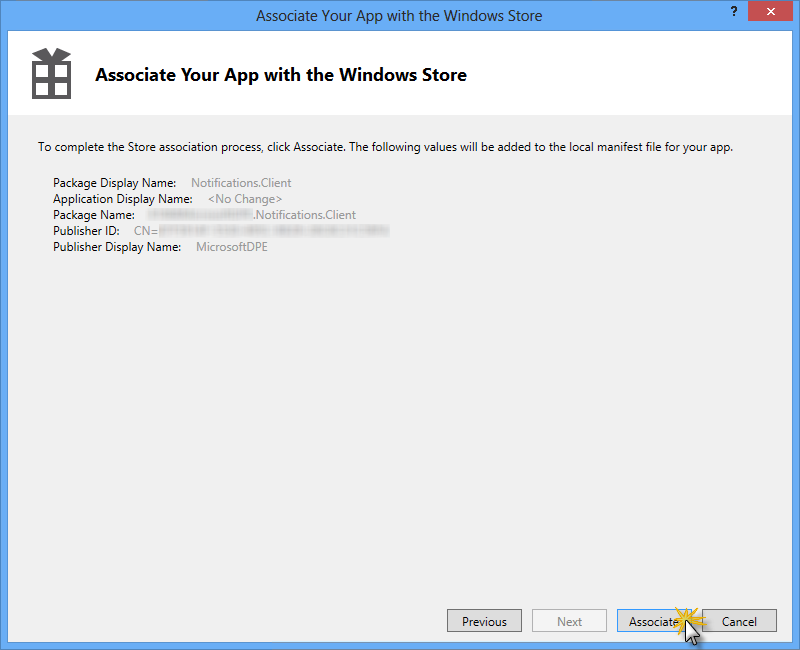 Associate Your App with the Windows Store
?
Associate Your App with the Windows Store
To complete the Store association process, click Associate. The following values will be added to the local manifest file for your app.
Package Display Name: Notifications.Client
Application Display Name: <No Change>
Package Name: .Notifications.Client
Publisher ID: CN=
Publisher Display Name: MicrosoftDPE
Previous Next Associate Cancel